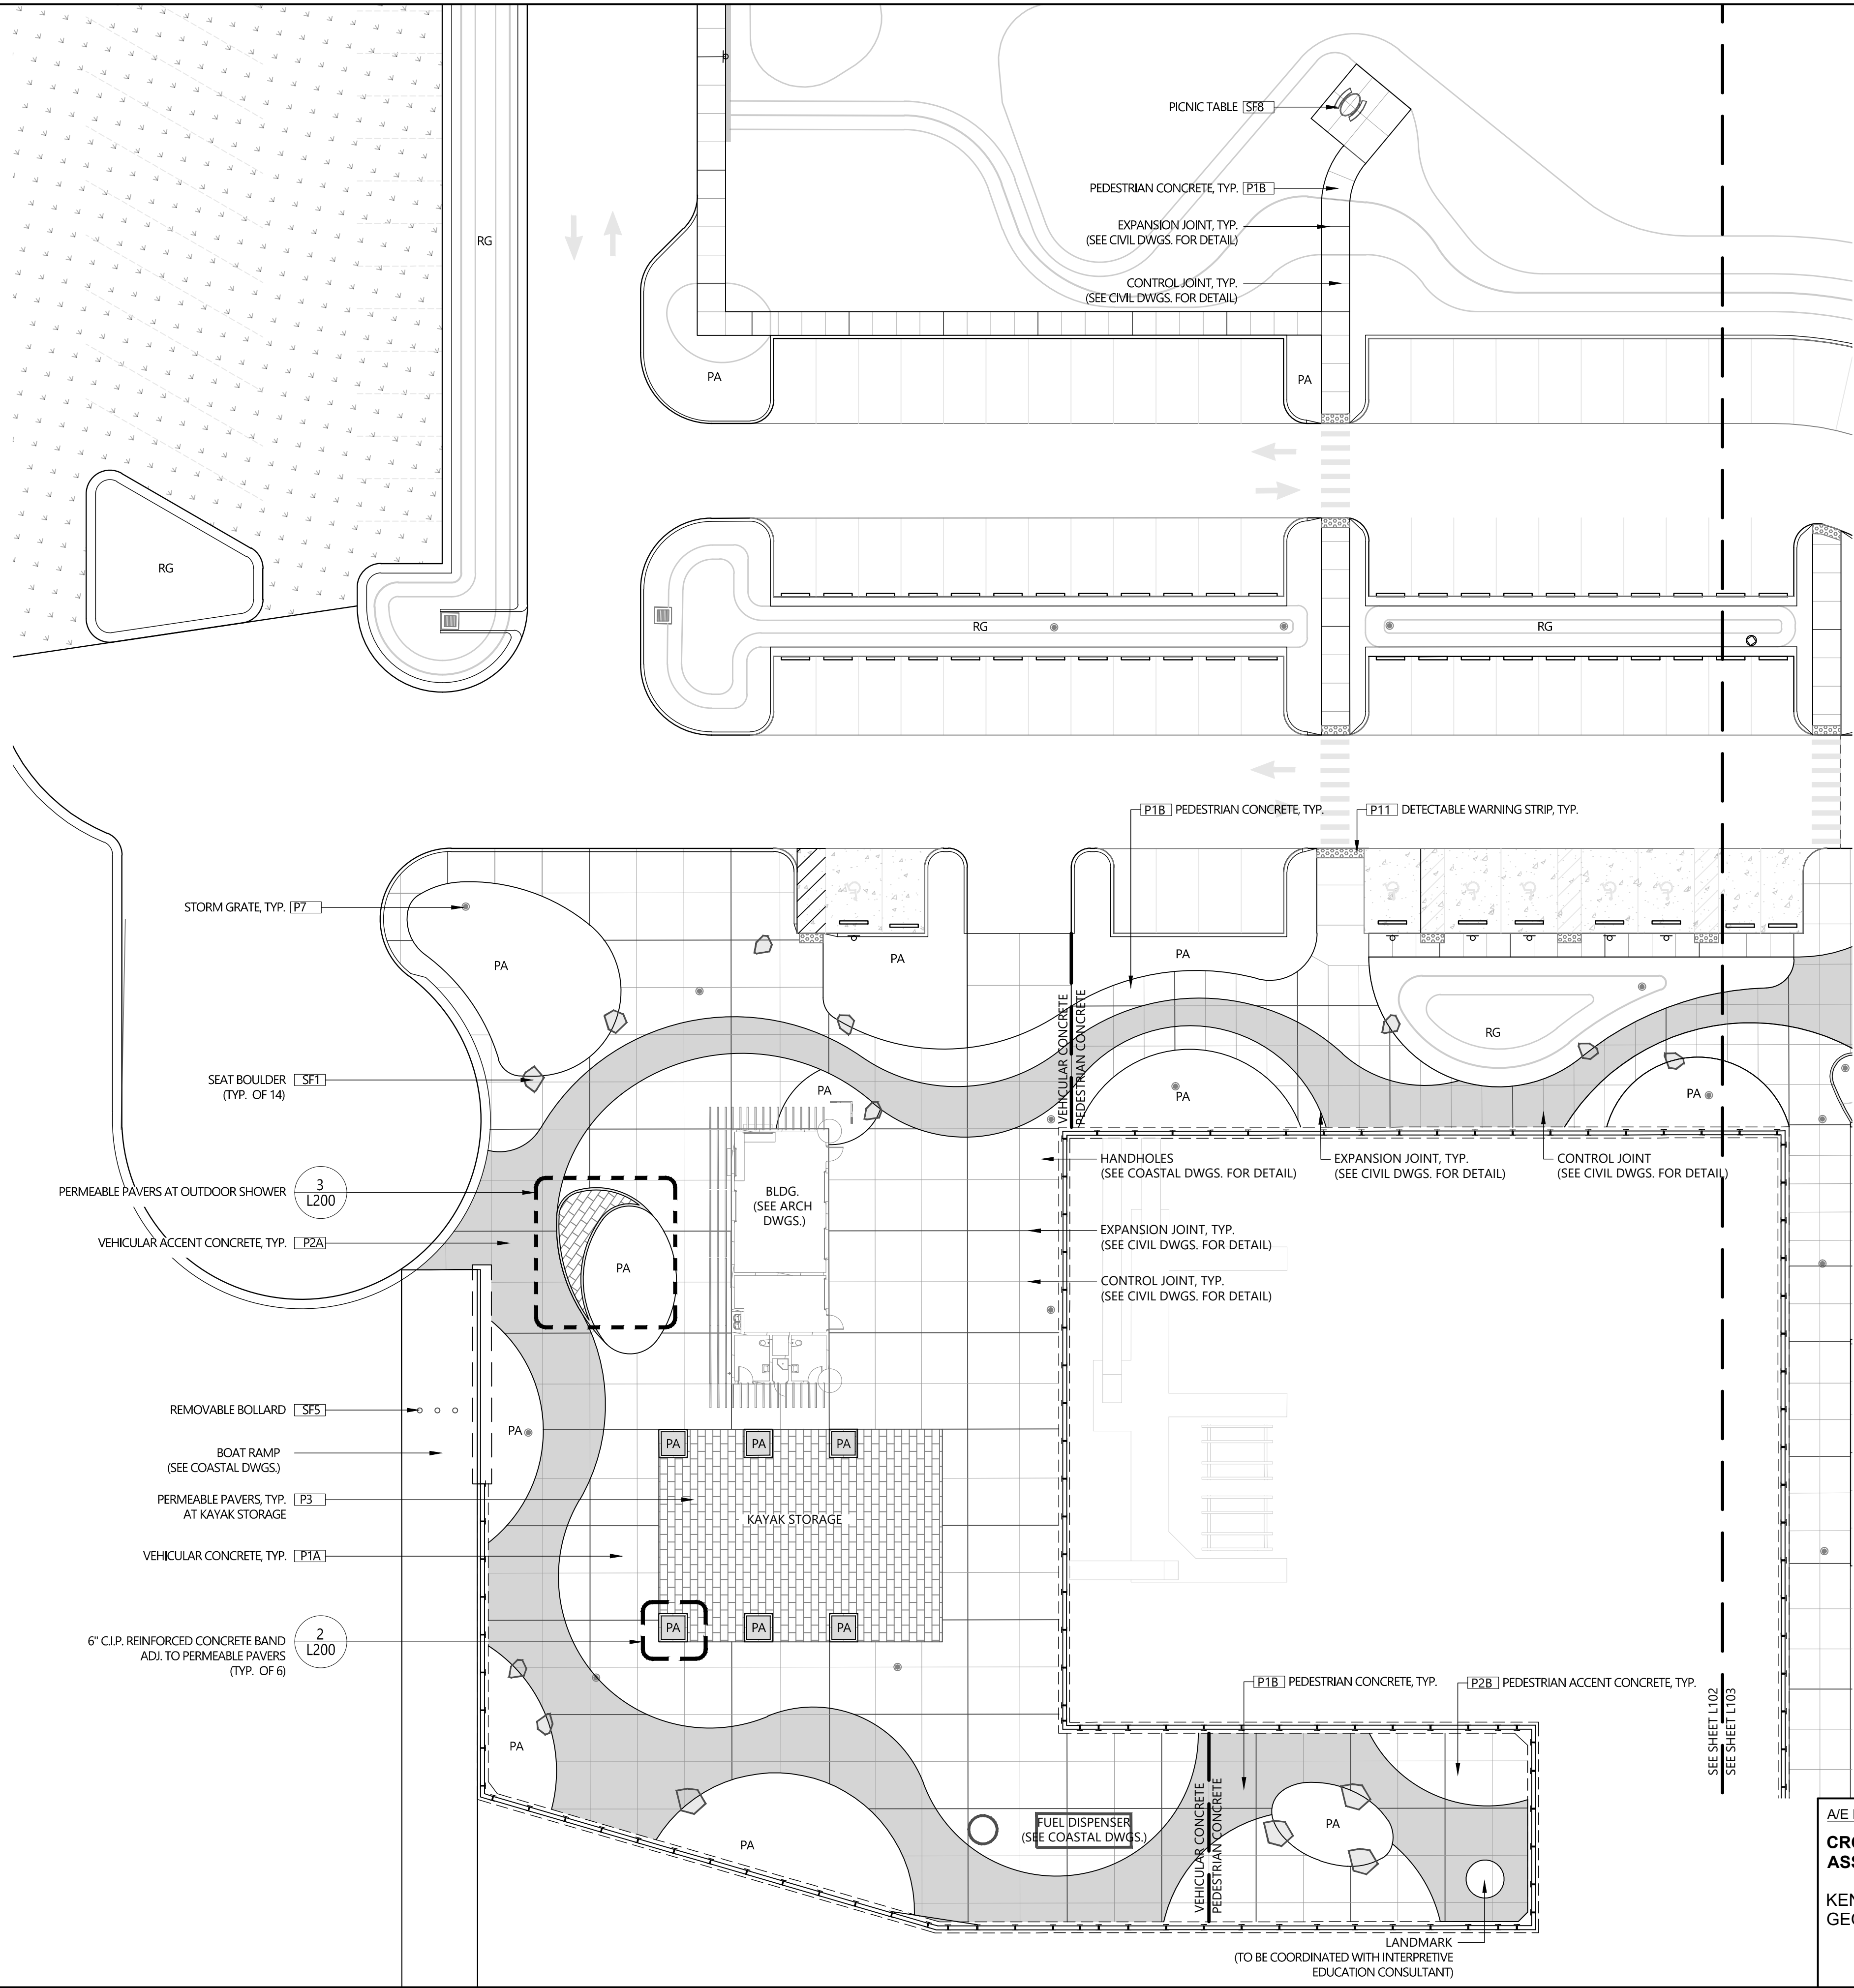 PICNIC TABLE SF8
PEDESTRIAN CONCRETE, TYP. P1B
EXPANSION JOINT, TYP.
(SEE CIVIL DWGS. FOR DETAIL)
CONTROL JOINT, TYP.
(SEE CIVIL DWGS. FOR DETAIL)
RG
PA
PA
RG
RG
RG
P1B PEDESTRIAN CONCRETE, TYP.
P11 DETECTABLE WARNING STRIP, TYP.
STORM GRATE, TYP. P7
PA
PA
PA
VEHICULAR CONCRETE
PEDESTRIAN CONCRETE
RG
SEAT BOULDER SF1
(TYP. OF 14)
PA
PA
PA
HANDHOLES
(SEE COASTAL DWGS. FOR DETAIL)
EXPANSION JOINT, TYP.
(SEE CIVIL DWGS. FOR DETAIL)
CONTROL JOINT
(SEE CIVIL DWGS. FOR DETAIL)
PERMEABLE PAVERS AT OUTDOOR SHOWER
3
L200
BLDG.
(SEE ARCH
DWGS.)
EXPANSION JOINT, TYP.
(SEE CIVIL DWGS. FOR DETAIL)
VEHICULAR ACCENT CONCRETE, TYP. P2A
PA
CONTROL JOINT, TYP.
(SEE CIVIL DWGS. FOR DETAIL)
REMOVABLE BOLLARD SF5
PA
BOAT RAMP
(SEE COASTAL DWGS.)
PA PA PA
PERMEABLE PAVERS, TYP. P3
AT KAYAK STORAGE
KAYAK STORAGE
VEHICULAR CONCRETE, TYP. P1A
PA PA PA
6" C.I.P. REINFORCED CONCRETE BAND
ADJ. TO PERMEABLE PAVERS
(TYP. OF 6)
2
L200
P1B PEDESTRIAN CONCRETE, TYP.
P2B PEDESTRIAN ACCENT CONCRETE, TYP.
SEE SHEET L102
SEE SHEET L103
PA
PA
FUEL DISPENSER
(SEE COASTAL DWGS.)
VEHICULAR CONCRETE
PEDESTRIAN CONCRETE
PA
LANDMARK
(TO BE COORDINATED WITH INTERPRETIVE
EDUCATION CONSULTANT)
A/E